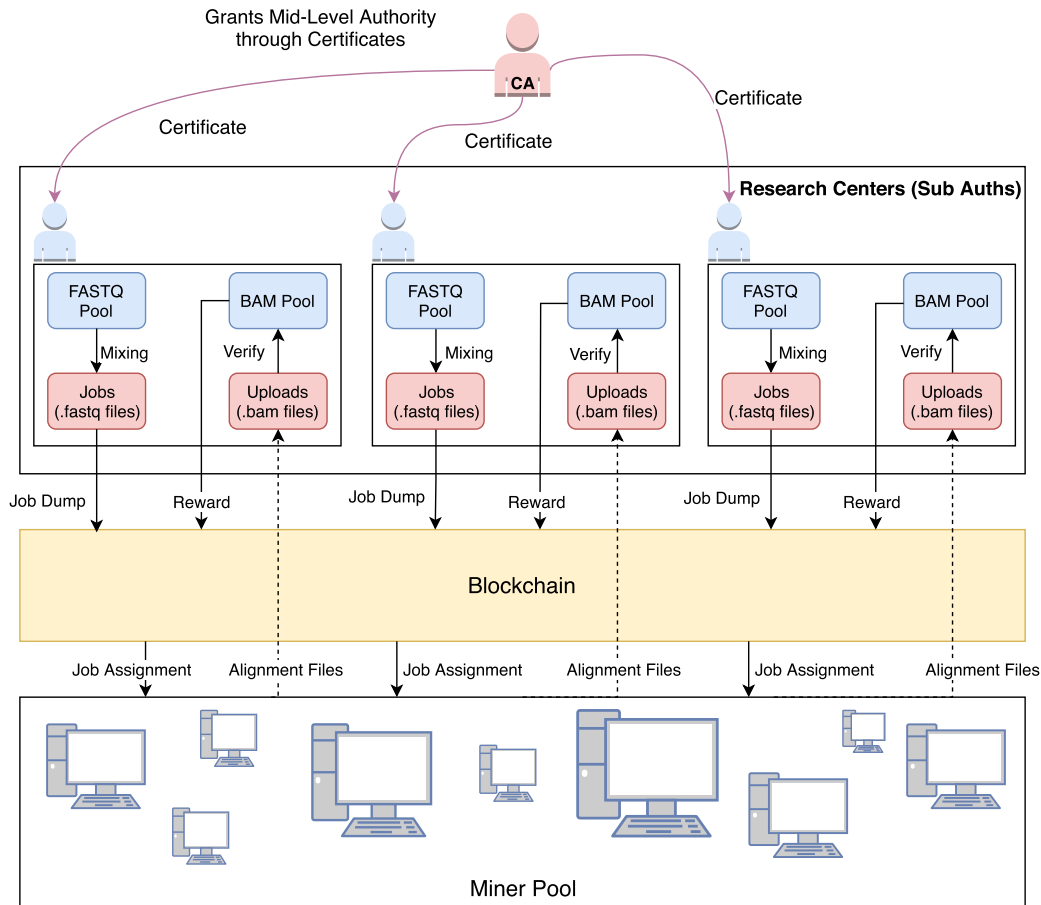 Grants Mid-Level Authority
through Certificates
CA
Certificate
Certificate
Certificate
Research Centers (Sub Auths)
FASTQ
Pool
BAM Pool
Mixing
Verify
Jobs
(.fastq files)
Uploads
(.bam files)
FASTQ
Pool
BAM Pool
Mixing
Verify
Jobs
(.fastq files)
Uploads
(.bam files)
FASTQ
Pool
BAM Pool
Mixing
Verify
Jobs
(.fastq files)
Uploads
(.bam files)
Job Dump
Reward
Job Dump
Reward
Job Dump
Reward
Blockchain
Job Assignment
Alignment Files
Job Assignment
Alignment Files
Job Assignment
Alignment Files
Miner Pool